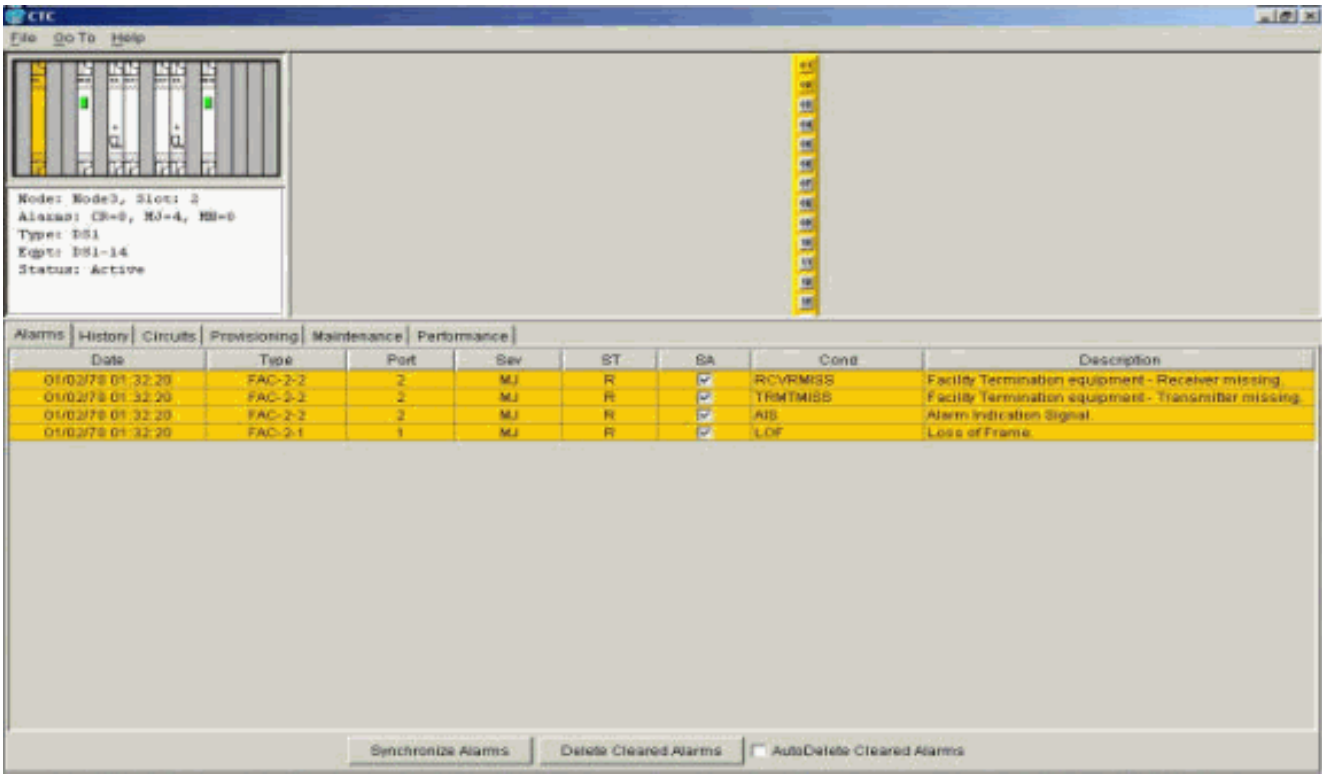 CTC
File Go To Help
Node: Node3, Slot: 2
Alarms: CR=0, MJ=4, MN=0
Type: DS1
Eqpt: DS1-14
Status: Active
Alarms History Circuits Provisioning Maintenance Performance
Date Type Port Sev ST SA Cond Description
01/02/70 01:32:20 FAC-2-2 2 MJ R RCVRMISS Facility Termination equipment - Receiver missing.
01/02/70 01:32:20 FAC-2-2 2 MJ R TRMTMISS Facility Termination equipment - Transmitter missing.
01/02/70 01:32:20 FAC-2-2 2 MJ R AIS Alarm Indication Signal.
01/02/70 01:32:20 FAC-2-1 1 MJ R LOF Loss of Frame.
Synchronize Alarms Delete Cleared Alarms AutoDelete Cleared Alarms